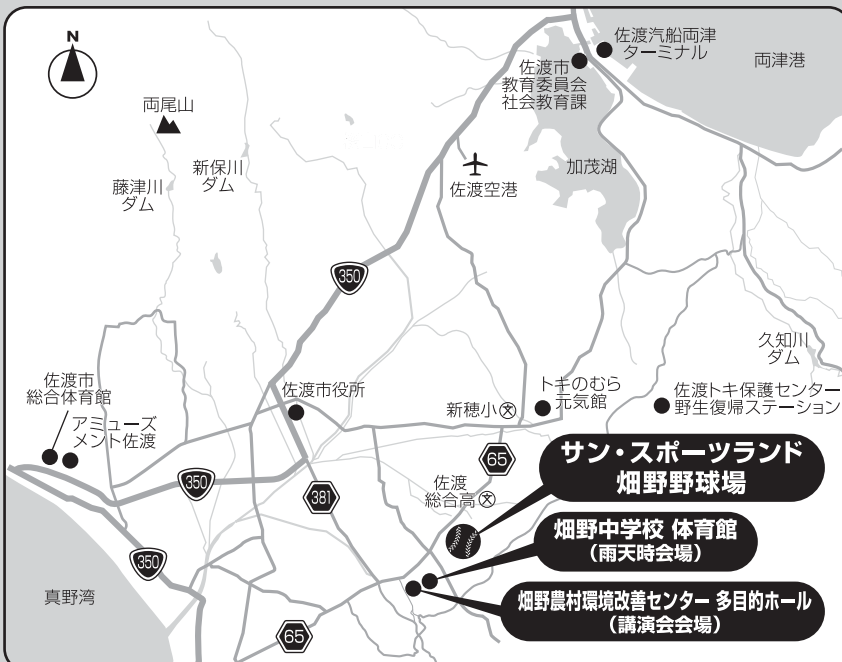 N
佐渡汽船両津
ターミナル
両津港
佐渡市
教育委員会
社会教育課
両尾山
新保川
ダム
藤津川
ダム
加茂湖
佐渡空港
350
久知川
ダム
佐渡市
総合体育館
アミューズ
メント佐渡
佐渡市役所
新穂小
文
トキのむら
元気館
佐渡トキ保護センター
野生復帰ステーション
65
サン・スポーツランド
畑野野球場
350
381
佐渡
総合高
文
畑野中学校 体育館
(雨天時会場)
350
真野湾
畑野農村環境改善センター 多目的ホール
(講演会会場)
65